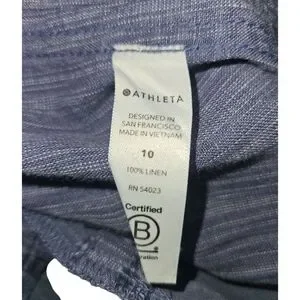 ATHLETA
DESIGNED IN
SAN FRANCISCO
MADE IN VIETNAM
10
100% LINEN
RN 54023
Certified
B